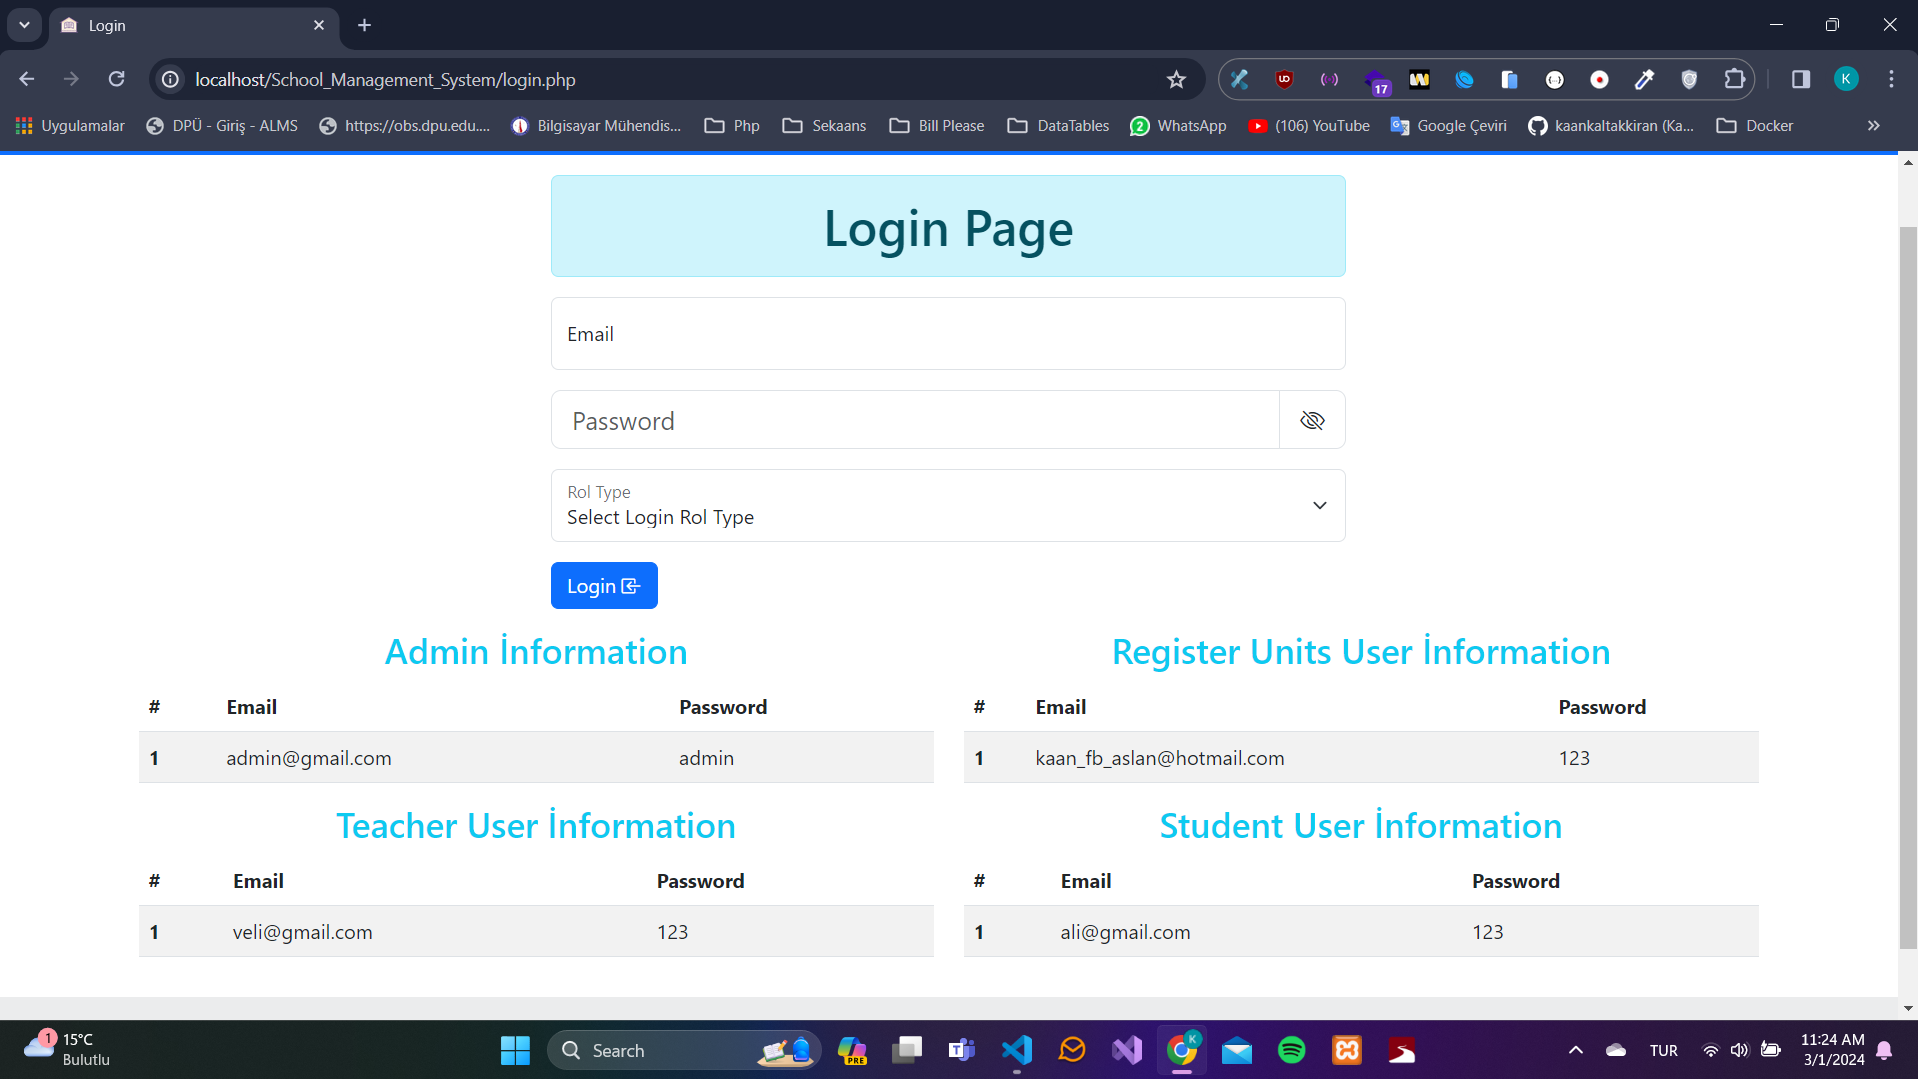 Login
localhost/School_Management_System/login.php
17
K
Uygulamalar
DPÜ - Giriş - ALMS
https://obs.dpu.edu....
Bilgisayar Mühendis...
Php
Sekaans
Bill Please
DataTables
2
WhatsApp
(106) YouTube
Google Çeviri
kaankaltakkiran (Ka...
Docker
Login Page
Email
Password
Rol Type
Select Login Rol Type
Login
Admin İnformation
# Email Password
1 admin@gmail.com admin
Register Units User İnformation
# Email Password
1 kaan_fb_aslan@hotmail.com 123
Teacher User İnformation
# Email Password
1 veli@gmail.com 123
Student User İnformation
# Email Password
1 ali@gmail.com 123
1
15°C
Bulutlu
Search
PRE
K
TUR
11:24 AM
3/1/2024